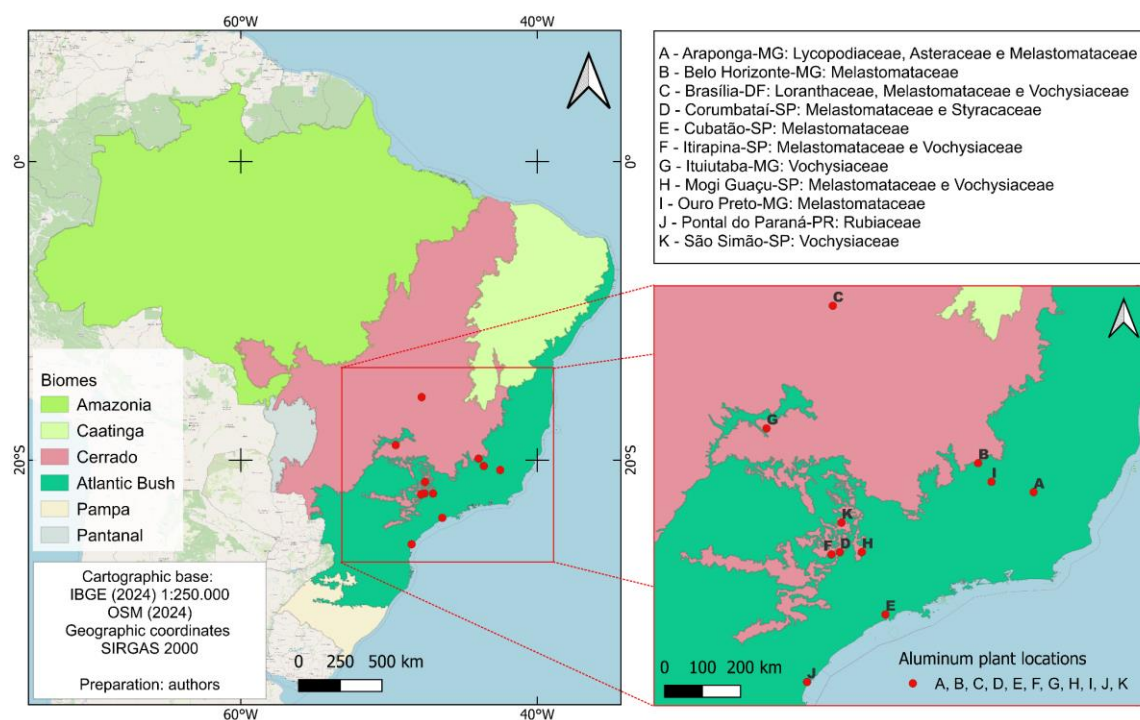 60°W
40°W
0°
20°S
0°
20°S
Biomes
Amazonia
Caatinga
Cerrado
Atlantic Bush
Pampa
Pantanal
Cartographic base:
IBGE (2024) 1:250.000
OSM (2024)
Geographic coordinates
SIRGAS 2000
Preparation: authors
0 250 500 km
60°W
40°W
A - Araponga-MG: Lycopodiaceae, Asteraceae e Melastomataceae
B - Belo Horizonte-MG: Melastomataceae
C - Brasília-DF: Loranthaceae, Melastomataceae e Vochysiaceae
D - Corumbataí-SP: Melastomataceae e Styracaceae
E - Cubatão-SP: Melastomataceae
F - Itirapina-SP: Melastomataceae e Vochysiaceae
G - Ituiutaba-MG: Vochysiaceae
H - Mogi Guaçu-SP: Melastomataceae e Vochysiaceae
I - Ouro Preto-MG: Melastomataceae
J - Pontal do Paraná-PR: Rubiaceae
K - São Simão-SP: Vochysiaceae
C
G
B
I
A
K
F D H
E
J
0 100 200 km
Aluminum plant locations
A, B, C, D, E, F, G, H, I, J, K